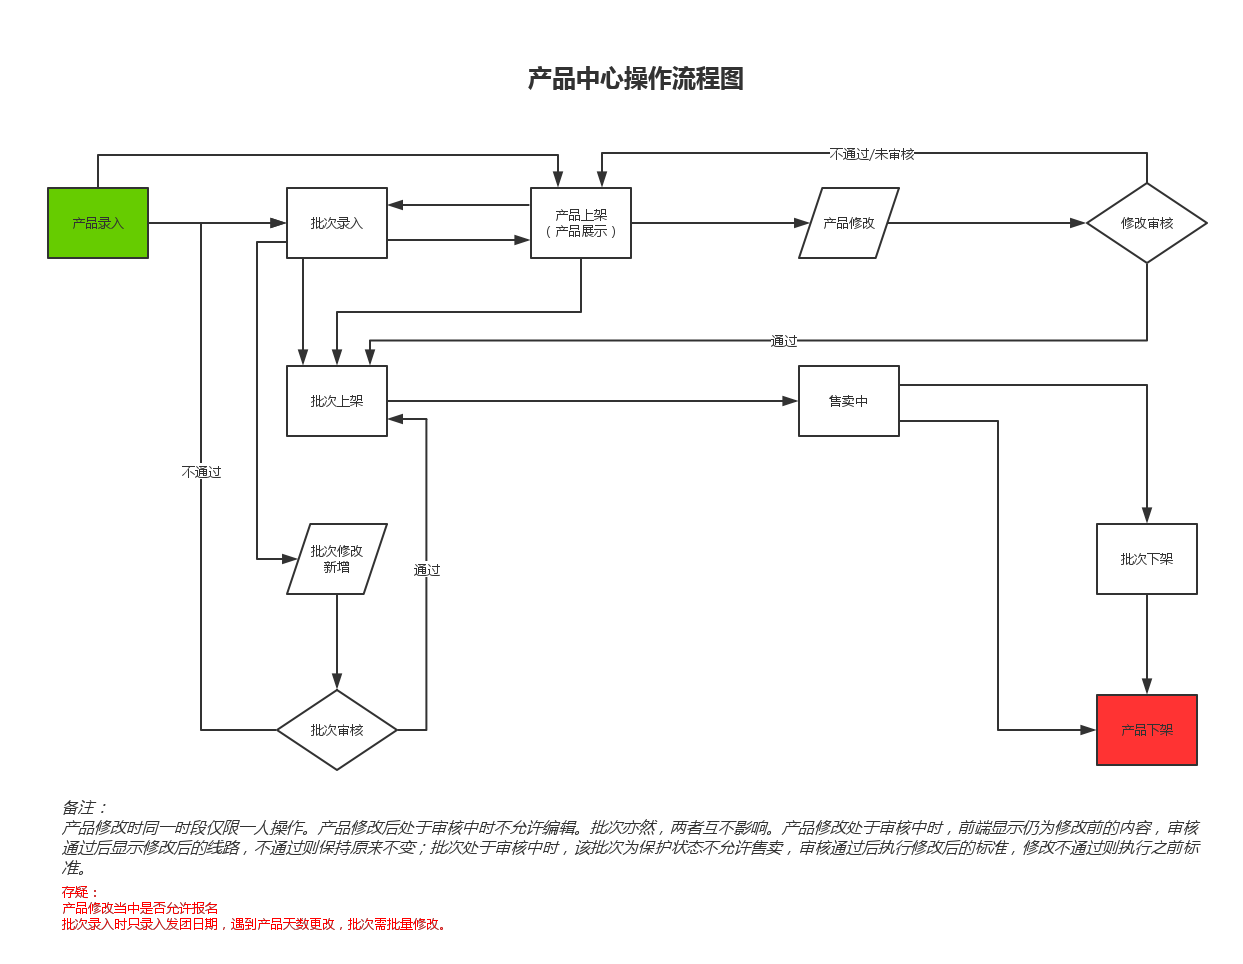 产品中心操作流程图
不通过/未审核
产品录入
批次录入
产品上架
（产品展示）
产品修改
修改审核
通过
批次上架
售卖中
不通过
批次修改
新增
通过
批次下架
批次审核
产品下架
备注：
产品修改时同一时段仅限一人操作。产品修改后处于审核中时不允许编辑。批次亦然，两者互不影响。产品修改处于审核中时，前端显示仍为修改前的内容，审核
通过后显示修改后的线路，不通过则保持原来不变；批次处于审核中时，该批次为保护状态不允许售卖，审核通过后执行修改后的标准，修改不通过则执行之前标
准。
存疑：
产品修改当中是否允许报名
批次录入时只录入发团日期，遇到产品天数更改，批次需批量修改。